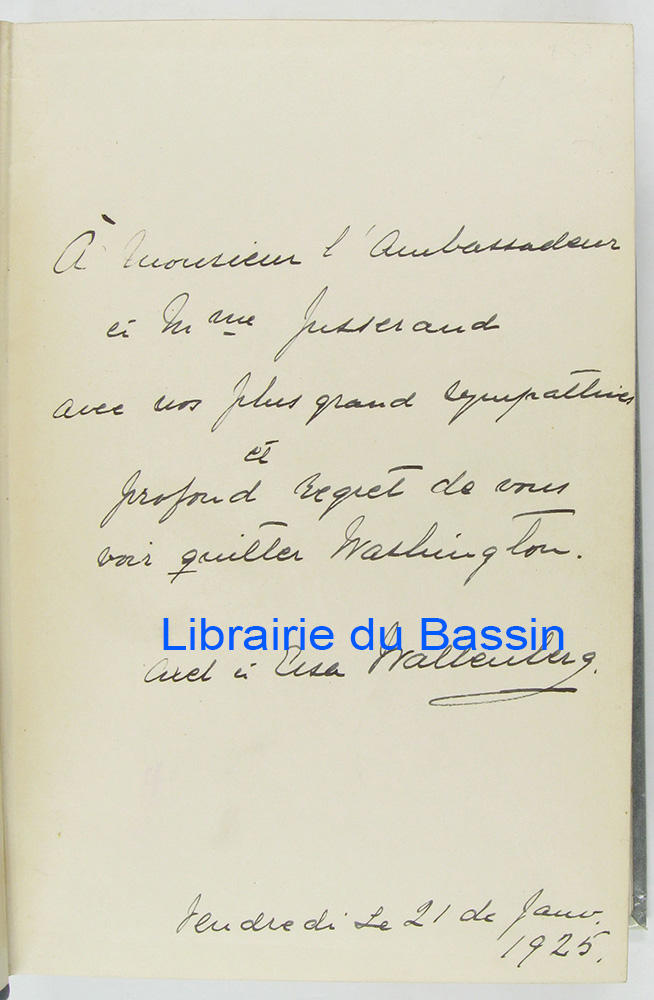 À Monsieur l'Ambassadeur
et Mme Jusserand
avec nos plus grand sympathies
et
profond regret de vous
voir quitter Washington.
Librairie du Bassin
Axel et Elsa Wallenberg.
Vendredi Le 21 de Janv.
1925.